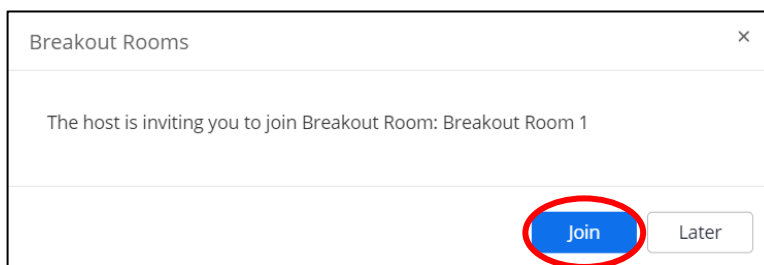 Breakout Rooms ×
The host is inviting you to join Breakout Room: Breakout Room 1
Join Later